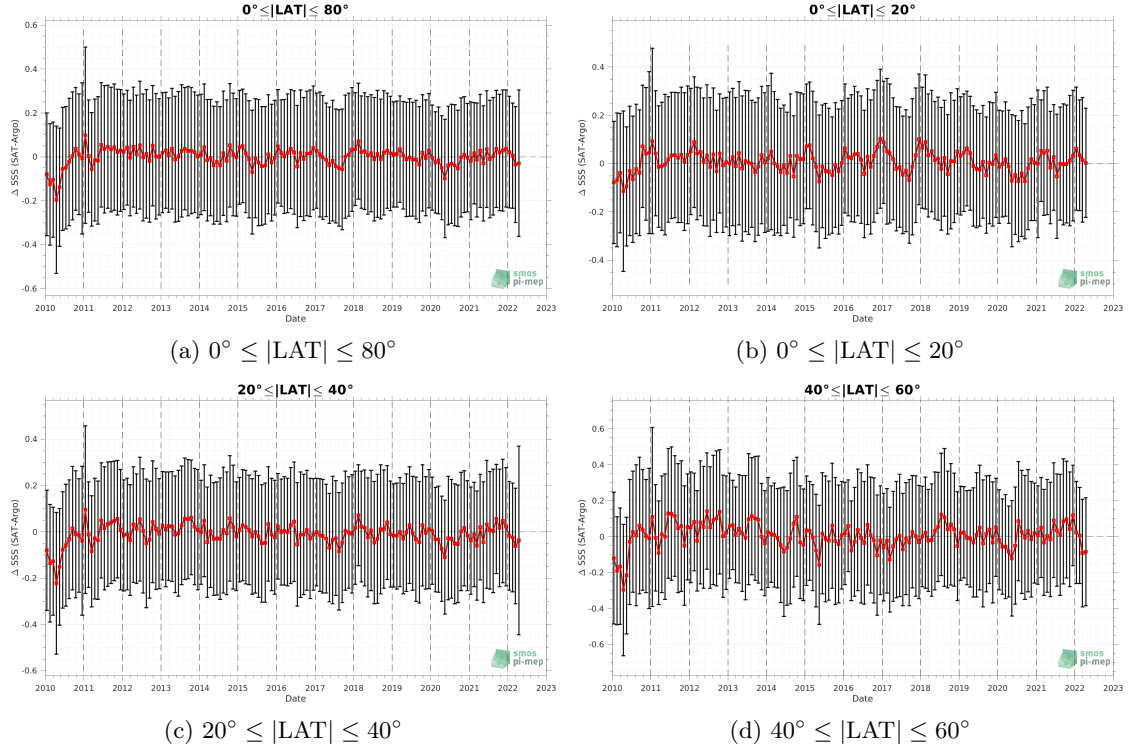 0°≤|LAT|≤ 80°
Δ SSS (SAT-Argo)
0.6
0.4
0.2
0
-0.2
-0.4
-0.6
2010 2011 2012 2013 2014 2015 2016 2017 2018 2019 2020 2021 2022 2023
Date
smos
pi-mep
(a) 0° ≤ |LAT| ≤ 80°
0°≤|LAT|≤ 20°
Δ SSS (SAT-Argo)
0.4
0.2
0
-0.2
-0.4
2010 2011 2012 2013 2014 2015 2016 2017 2018 2019 2020 2021 2022 2023
Date
smos
pi-mep
(b) 0° ≤ |LAT| ≤ 20°
20°≤|LAT|≤ 40°
Δ SSS (SAT-Argo)
0.4
0.2
0
-0.2
-0.4
-0.6
2010 2011 2012 2013 2014 2015 2016 2017 2018 2019 2020 2021 2022 2023
Date
smos
pi-mep
(c) 20° ≤ |LAT| ≤ 40°
40°≤|LAT|≤ 60°
Δ SSS (SAT-Argo)
0.6
0.4
0.2
0
-0.2
-0.4
-0.6
2010 2011 2012 2013 2014 2015 2016 2017 2018 2019 2020 2021 2022 2023
Date
smos
pi-mep
(d) 40° ≤ |LAT| ≤ 60°